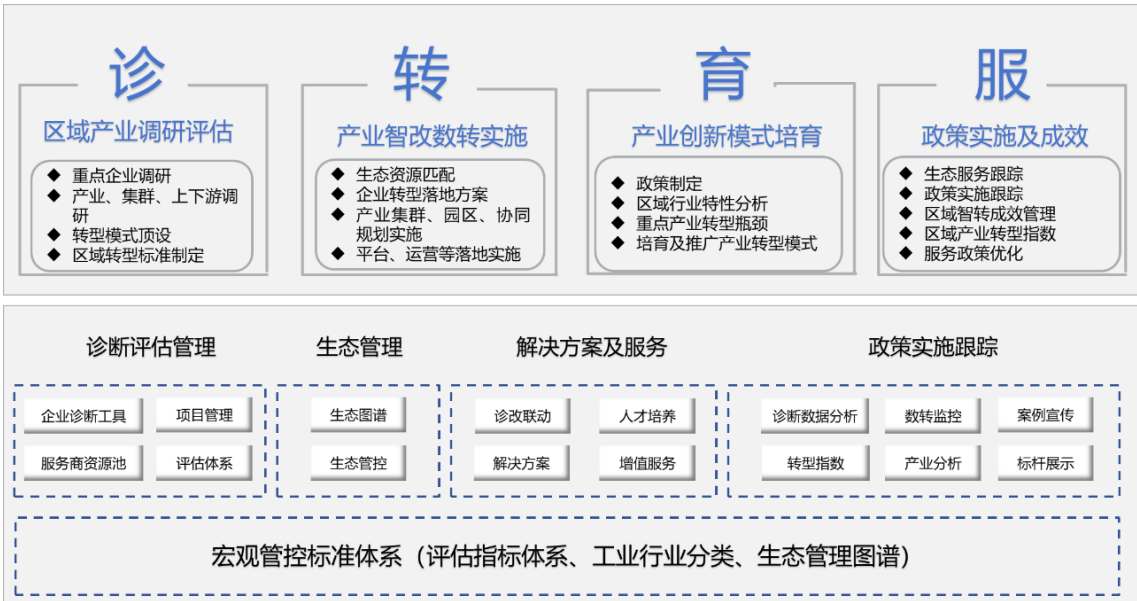 诊
区域产业调研评估
◆ 重点企业调研
◆ 产业、集群、上下游调
研
◆ 转型模式顶设
◆ 区域转型标准制定
转
产业智改数转实施
◆ 生态资源匹配
◆ 企业转型落地方案
◆ 产业集群、园区、协同
规划实施
◆ 平台、运营等落地实施
育
产业创新模式培育
◆ 政策制定
◆ 区域行业特性分析
◆ 重点产业转型瓶颈
◆ 培育及推广产业转型模式
服
政策实施及成效
◆ 生态服务跟踪
◆ 政策实施跟踪
◆ 区域智转成效管理
◆ 区域产业转型指数
◆ 服务政策优化
诊断评估管理
企业诊断工具 项目管理
服务商资源池 评估体系
生态管理
生态图谱
生态管控
解决方案及服务
诊改联动 人才培养
解决方案 增值服务
政策实施跟踪
诊断数据分析 数转监控 案例宣传
转型指数 产业分析 标杆展示
宏观管控标准体系（评估指标体系、工业行业分类、生态管理图谱）